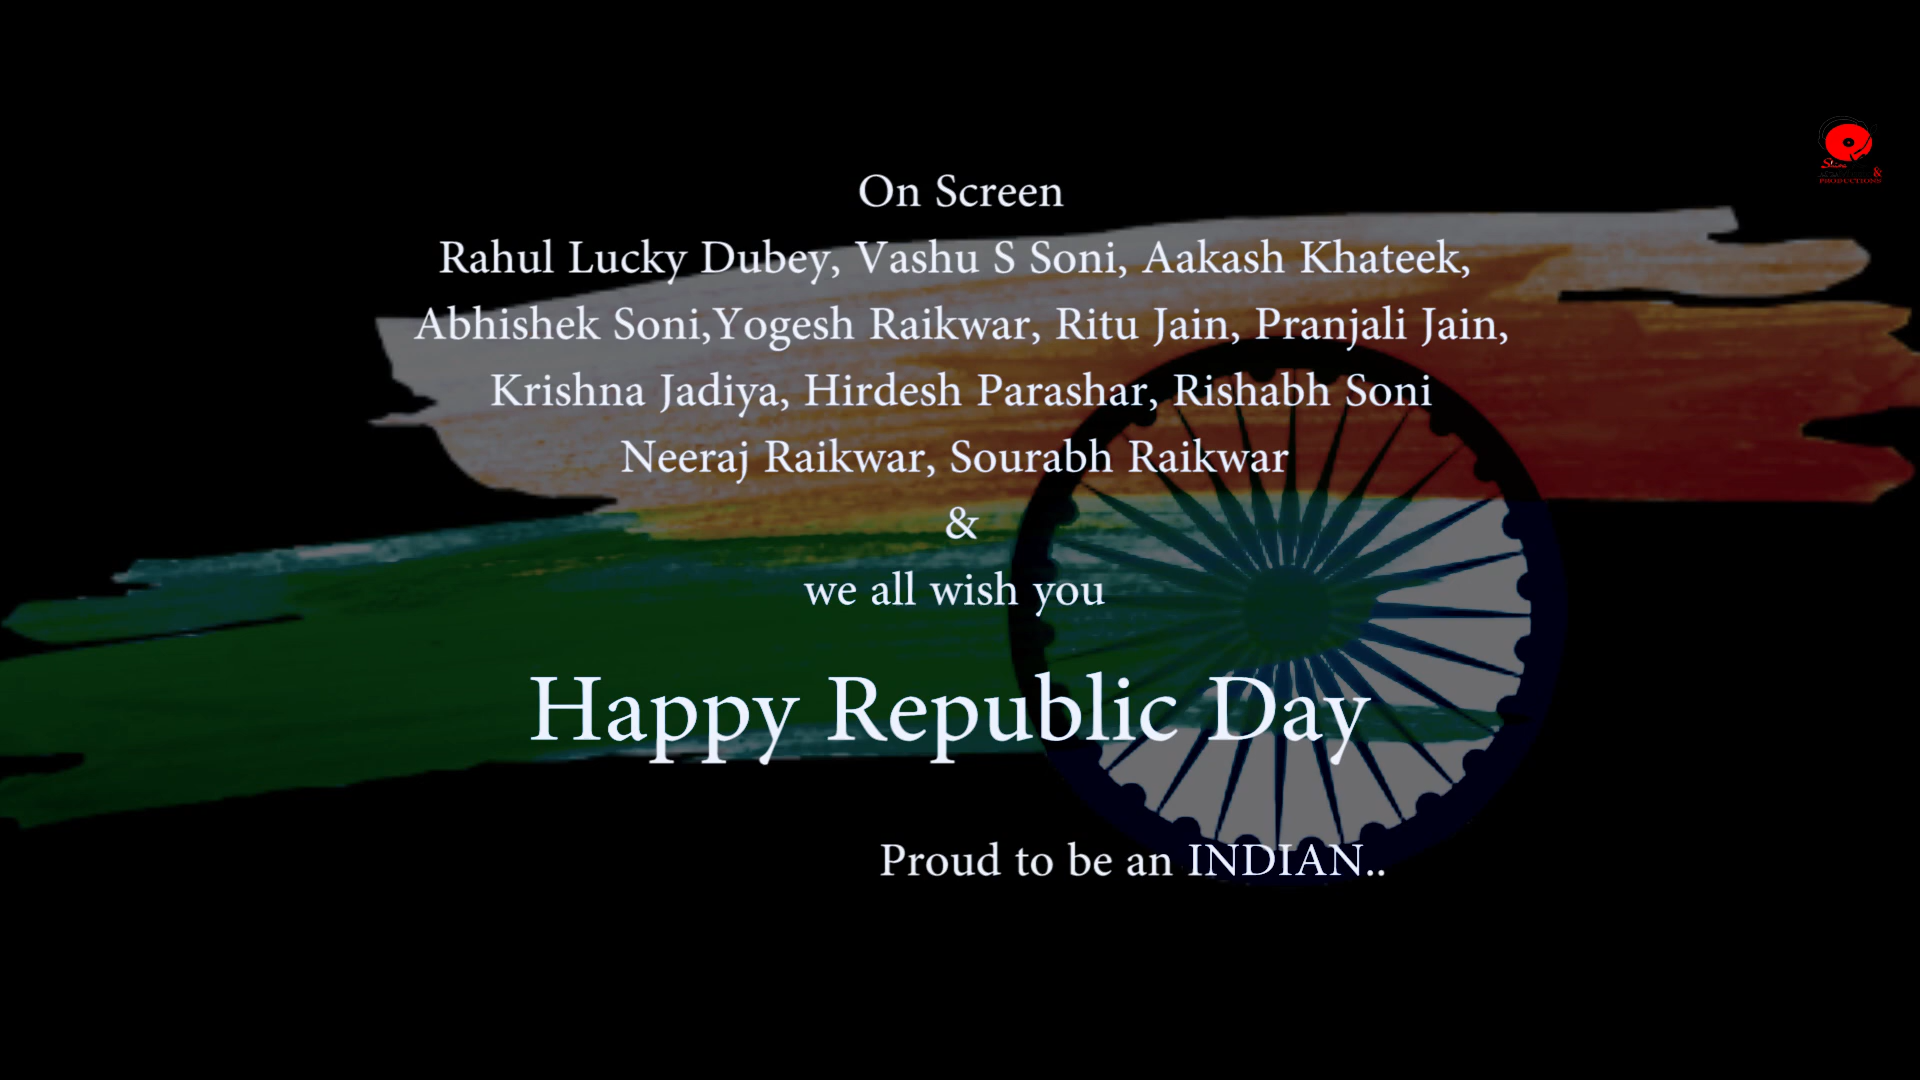 On Screen
Rahul Lucky Dubey, Vashu S Soni, Aakash Khateek,
Abhishek Soni,Yogesh Raikwar, Ritu Jain, Pranjali Jain,
Krishna Jadiya, Hirdesh Parashar, Rishabh Soni
Neeraj Raikwar, Sourabh Raikwar
&
we all wish you
Happy Republic Day
Proud to be an INDIAN..
&
PRODUCTIONS